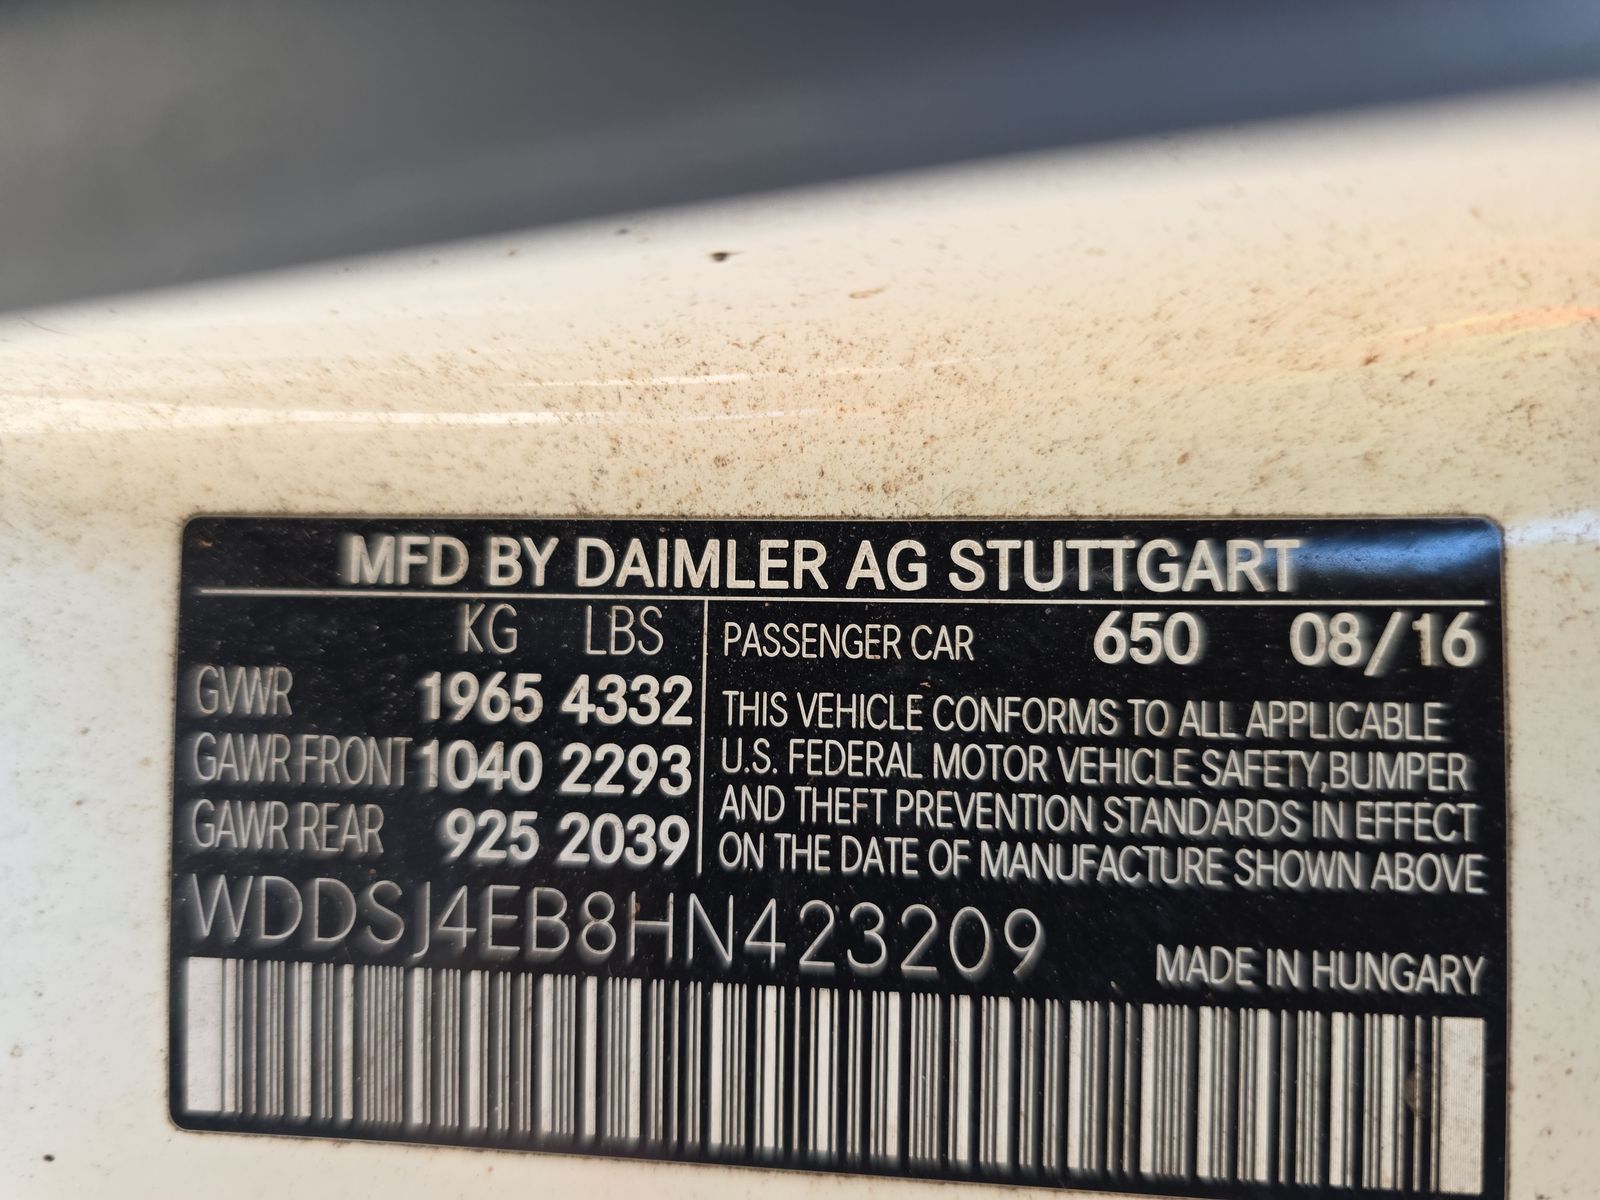 MFD BY DAIMLER AG STUTTGART
KG LBS
GVWR 1965 4332
GAWR FRONT 1040 2293
GAWR REAR 925 2039
PASSENGER CAR 650 08/16
THIS VEHICLE CONFORMS TO ALL APPLICABLE
U.S. FEDERAL MOTOR VEHICLE SAFETY,BUMPER
AND THEFT PREVENTION STANDARDS IN EFFECT
ON THE DATE OF MANUFACTURE SHOWN ABOVE
WDDSJ4EB8HN423209
MADE IN HUNGARY